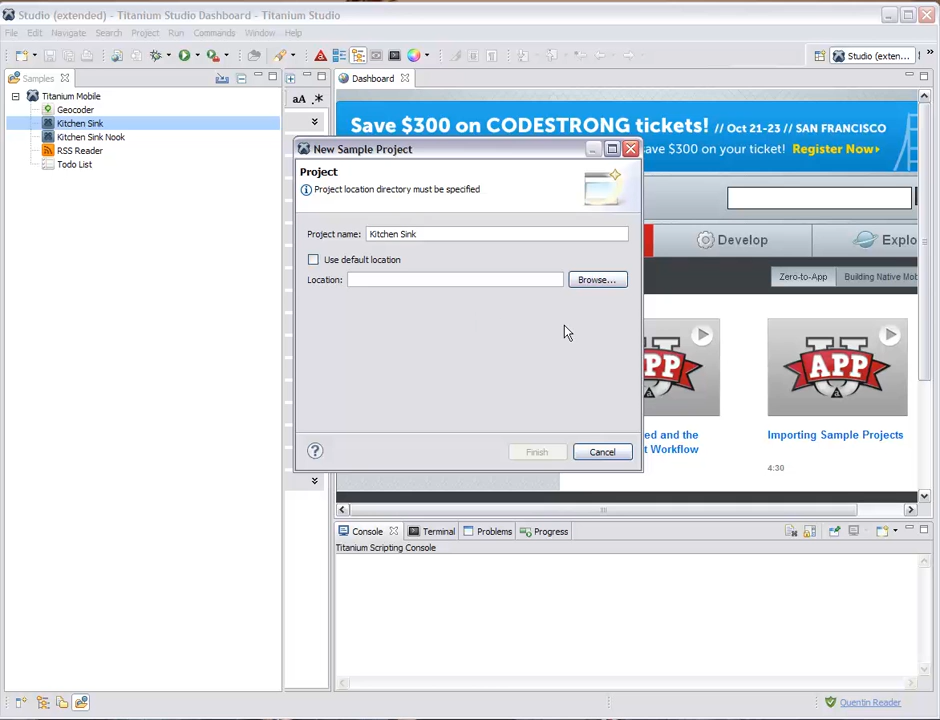 Studio (extended) - Titanium Studio Dashboard - Titanium Studio
File Edit Navigate Search Project Run Commands Window Help
Studio (exten...
»
Samples
Dashboard
Titanium Mobile
Geocoder
Kitchen Sink
Kitchen Sink Nook
RSS Reader
Todo List
aA .*
Save $300 on CODESTRONG tickets! // Oct 21-23 // SAN FRANCISCO
$300 on your ticket! Register Now
New Sample Project
Project
Project location directory must be specified
Project name: Kitchen Sink
Use default location
Location:
Browse...
Finish
Cancel
Develop
Explo
Zero-to-App
Building Native Mob
APP
APP
ed and the
t Workflow
Importing Sample Projects
4:30
Console
Terminal
Problems
Progress
Titanium Scripting Console
Quentin Reader